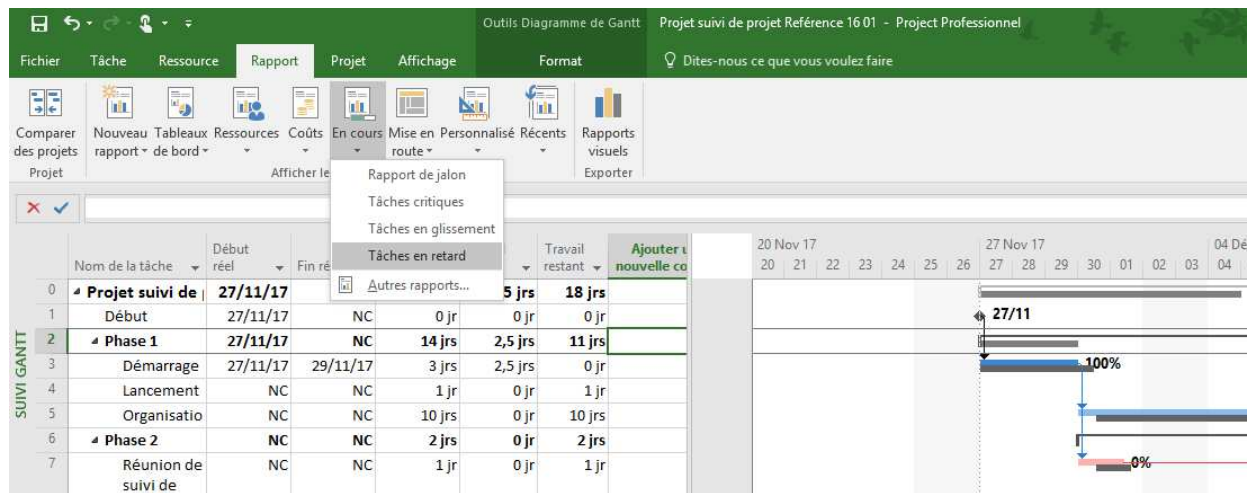 Outils Diagramme de Gantt Projet suivi de projet Reférence 16 01 - Project Professionnel
Fichier Tâche Ressource Rapport Projet Affichage Format Dites-nous ce que vous voulez faire
Comparer Nouveau Tableaux Ressources Coûts En cours Mise en Personnalisé Récents Rapports
des projets rapport de bord route visuels
Projet Afficher le Exporter
Rapport de jalon
Tâches critiques
Tâches en glissement
Tâches en retard
Autres rapports...
Début Travail Ajouter u 20 Nov 17 27 Nov 17 04 Dé
Nom de la tâche réel Fin ré restant nouvelle co 20 21 22 23 24 25 26 27 28 29 30 01 02 03 04
0 Projet suivi de 27/11/17 5 jrs 18 jrs
1 Début 27/11/17 NC 0 jr 0 jr 0 jr 27/11
2 Phase 1 27/11/17 NC 14 jrs 2,5 jrs 11 jrs
3 Démarrage 27/11/17 29/11/17 3 jrs 2,5 jrs 0 jr 100%
4 Lancement NC NC 1 jr 0 jr 1 jr
5 Organisatio NC NC 10 jrs 0 jr 10 jrs
6 Phase 2 NC NC 2 jrs 0 jr 2 jrs
7 Réunion de NC NC 1 jr 0 jr 1 jr 0%
suivi de
SUIVI GANTT